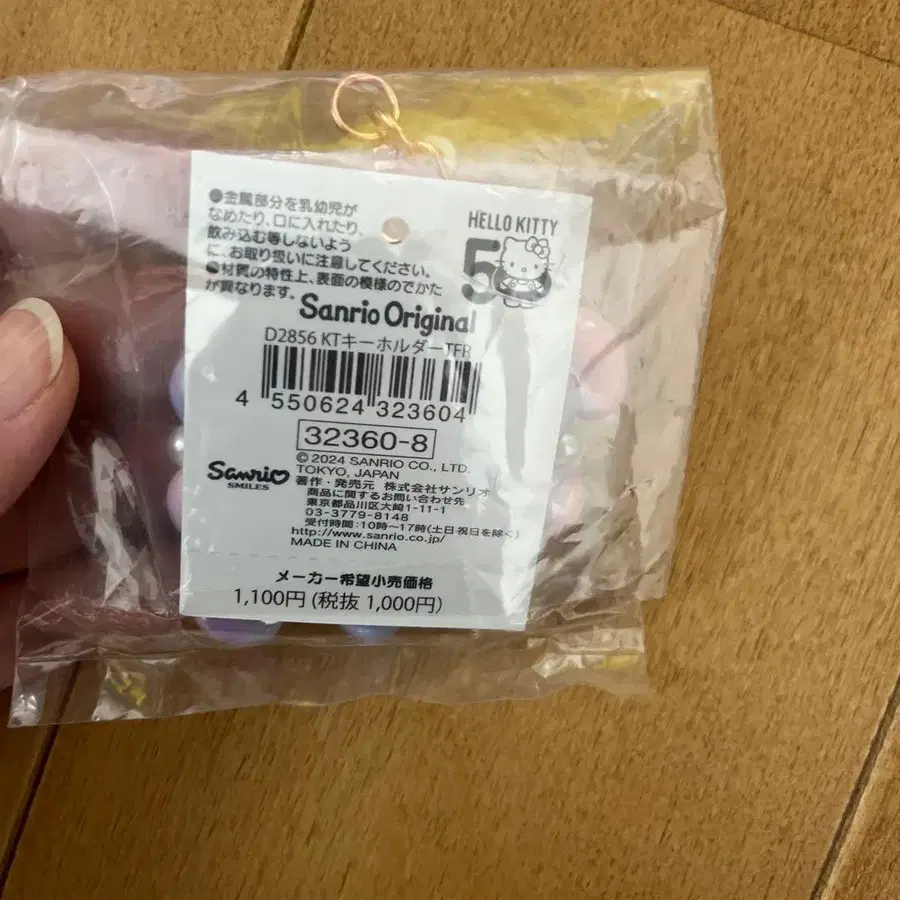 ●金属部分を乳幼児が
なめたり、口に入れたり、
飲み込む等しないよう
に、お取り扱いに注意してください。
●材質の特性上、表面の模様のでかた
が異なります。
HELLO KITTY
50
Sanrio Original
D2856 KTキーホルダーTFR
4 550624 323604
32360-8
© 2024 SANRIO CO., LTD.
TOKYO, JAPAN
Sanrio
SMILES
著作・発売元 株式会社サンリオ
商品に関するお問い合わせ先
東京都品川区大崎1-11-1
03-3779-8148
受付時間:10時〜17時(土日祝日を除く)
http://www.sanrio.co.jp/
MADE IN CHINA
メーカー希望小売価格
1,100円 (税抜 1,000円)